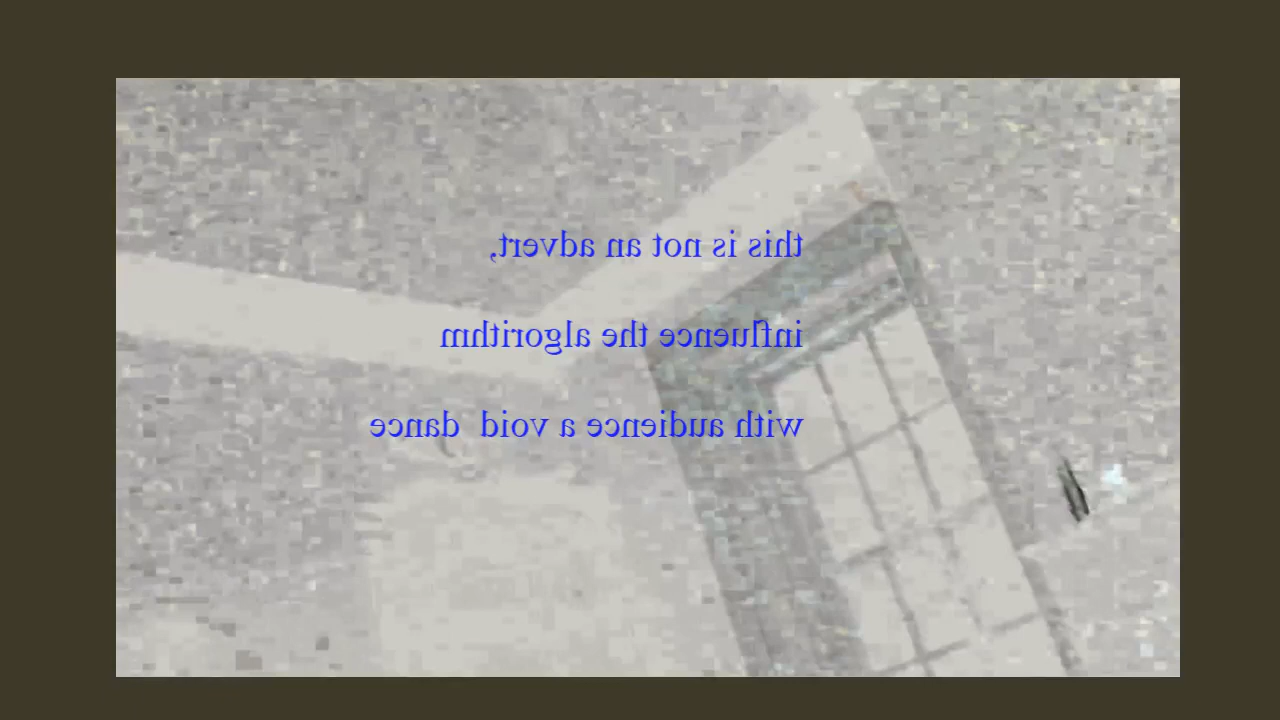 this is not an advert,
influence the algorithm
with audience a void  dance